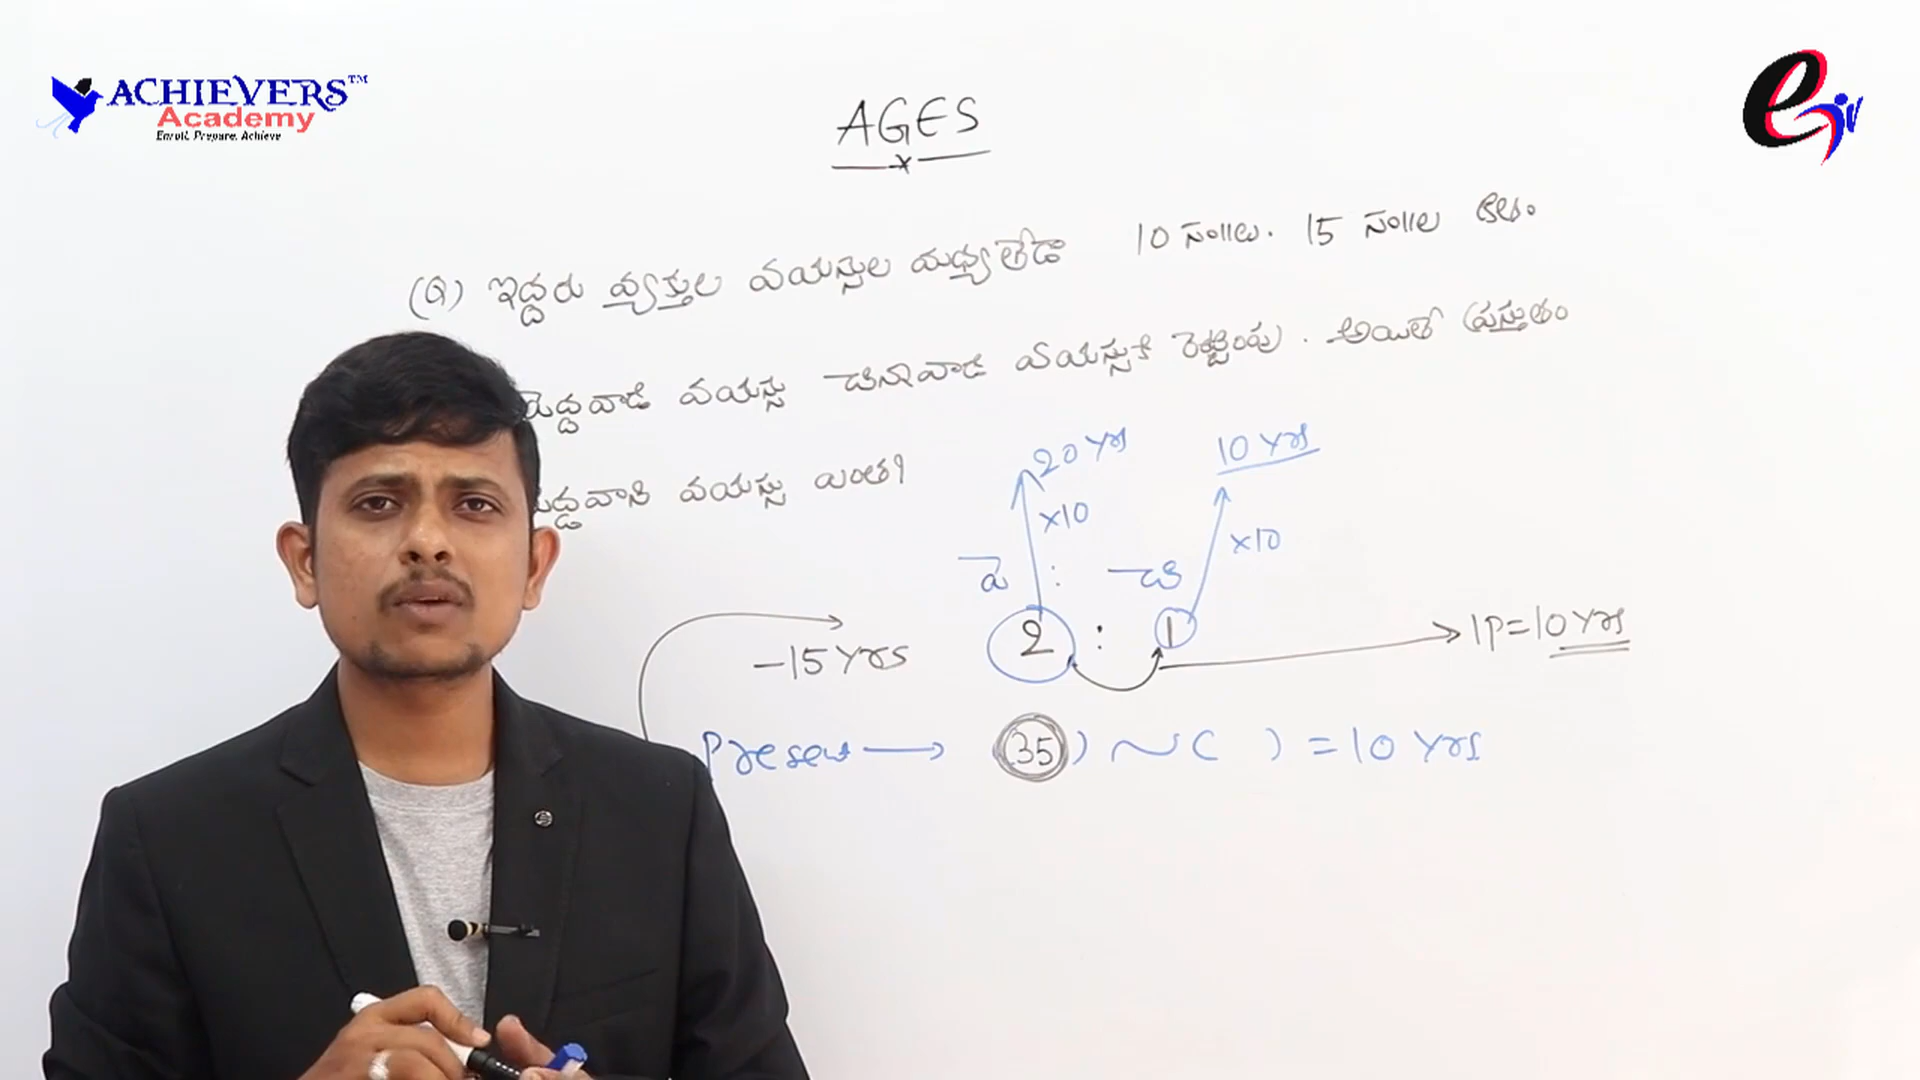 ACHIEVERS™
Academy
Enroll. Prepare. Achieve
AGES
(Q) ఇద్దరు వ్యక్తుల వయస్సుల మధ్య తేడా 10 సం॥లు. 15 సం॥ల క్రితం
పెద్దవాడి వయస్సు చిన్నవాడి వయస్సుకి రెట్టింపు. అయితే ప్రస్తుతం
పెద్దవాని వయస్సు ఎంత?
20 yrs 10 yrs
×10 ×10
పె : చి
-15 yrs 2 : 1 1P=10 yrs
Present (35) ~ ( ) = 10 yrs